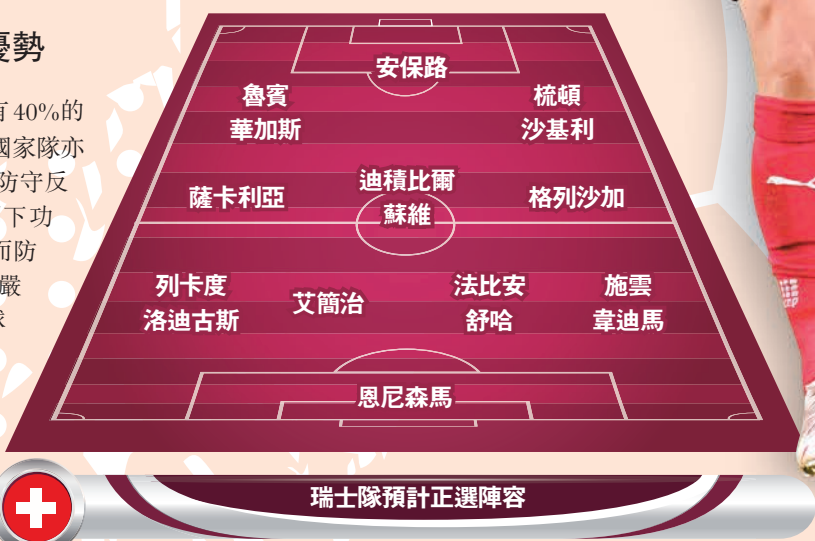 優勢
有40%的
國家隊亦
防守反
下功
而防
嚴
球
安保路
魯賓
華加斯
梳頓
沙基利
薩卡利亞
迪積比爾
蘇維
格列沙加
列卡度
洛迪古斯
艾簡治
法比安
舒哈
施雲
韋迪馬
恩尼森馬
瑞士隊預計正選陣容